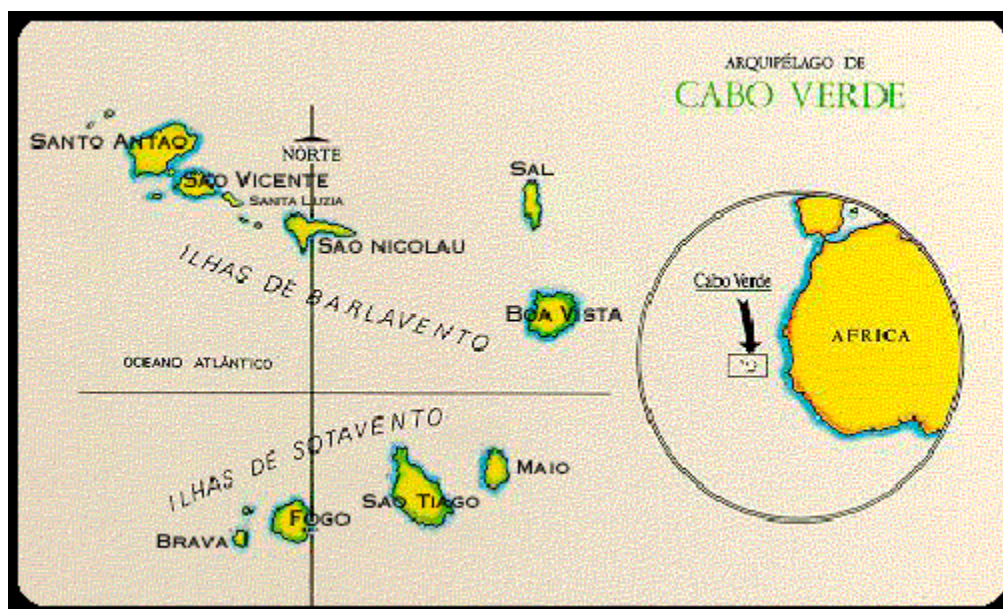 ARQUIPÉLAGO DE
CABO VERDE
SANTO ANTAO
NORTE
SAO VICENTE
SANTA LUZIA
SAL
SAO NICOLAU
ILHAS DE BARLAVENTO
BOA VISTA
OCEANO ATLÂNTICO
Cabo Verde
AFRICA
ILHAS DE SOTAVENTO
MAIO
SAO TIAGO
FOGO
BRAVA